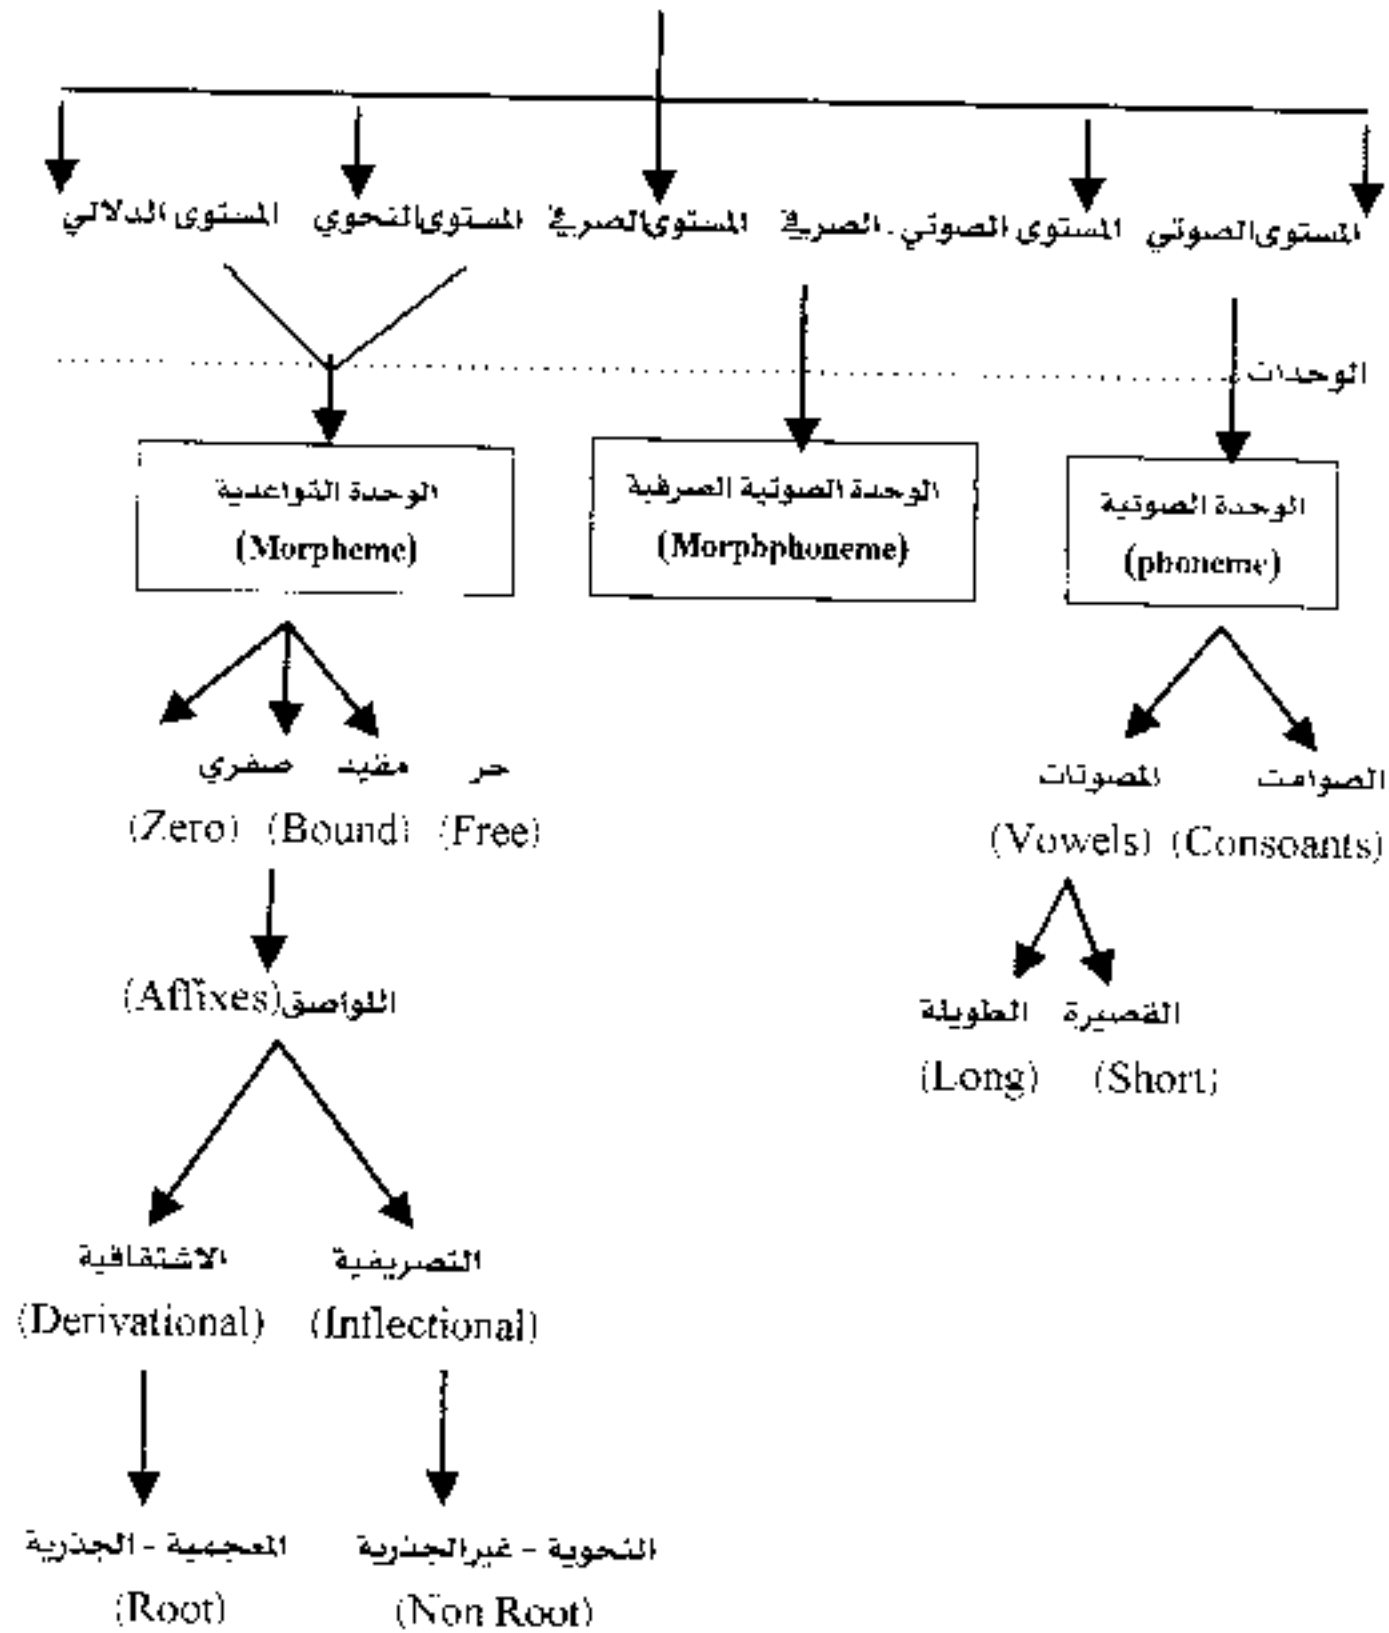 المستوى الصوتي المستوى الصوتي ـ الصرفي المستوى الصرفي المستوى النحوي المستوى الدلالي
الوحدات
الوحدة الصوتية
(phoneme)
الوحدة الصوتية الصرفية
(Morphphoneme)
الوحدة القواعدية
(Morpheme)
الصوامت المصوتات
(Vowels) (Consoants)
القصيرة الطويلة
(Long) (Short)
حر مقيد صفري
(Zero) (Bound) (Free)
اللواصق (Affixes)
التصريفية الاشتقاقية
(Derivational) (Inflectional)
النحوية - غير الجذرية المعجمية - الجذرية
(Root) (Non Root)